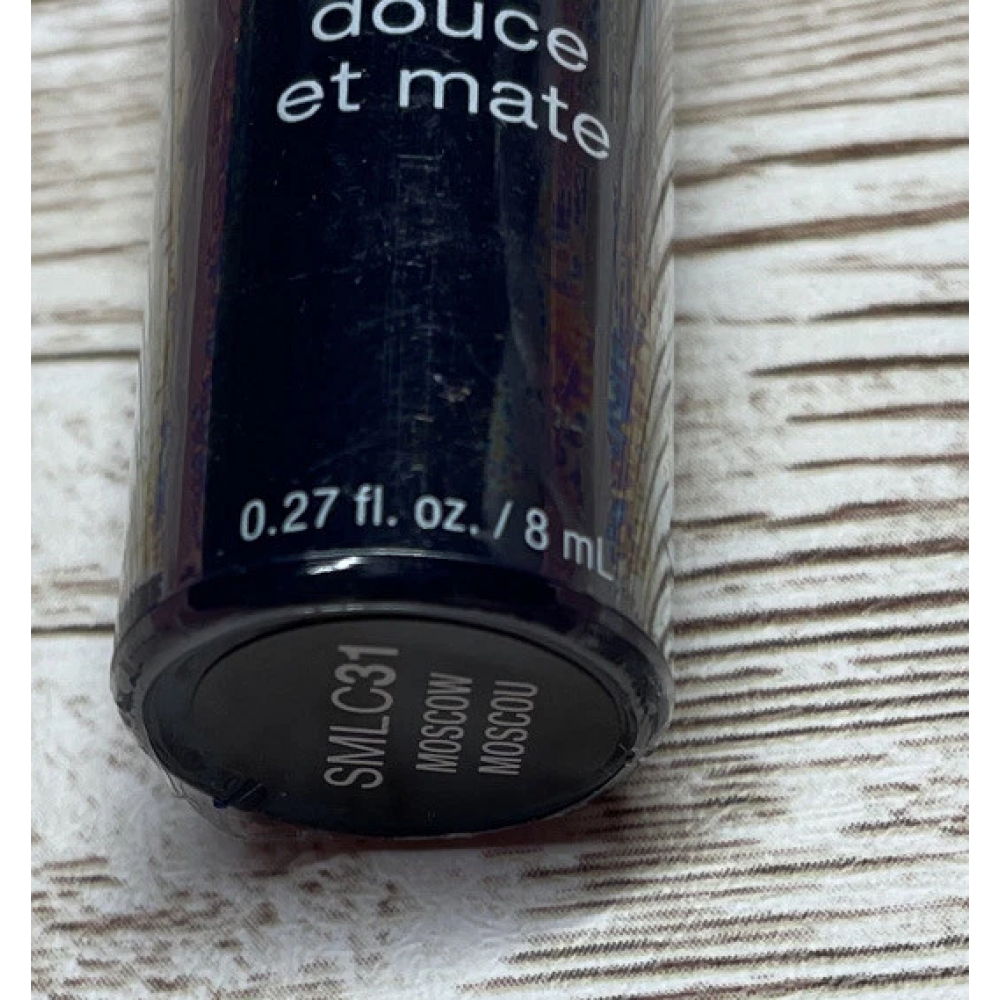 douce
et mate
0.27 fl. oz. / 8 mL
SMLC31
MOSCOW
MOSCOU